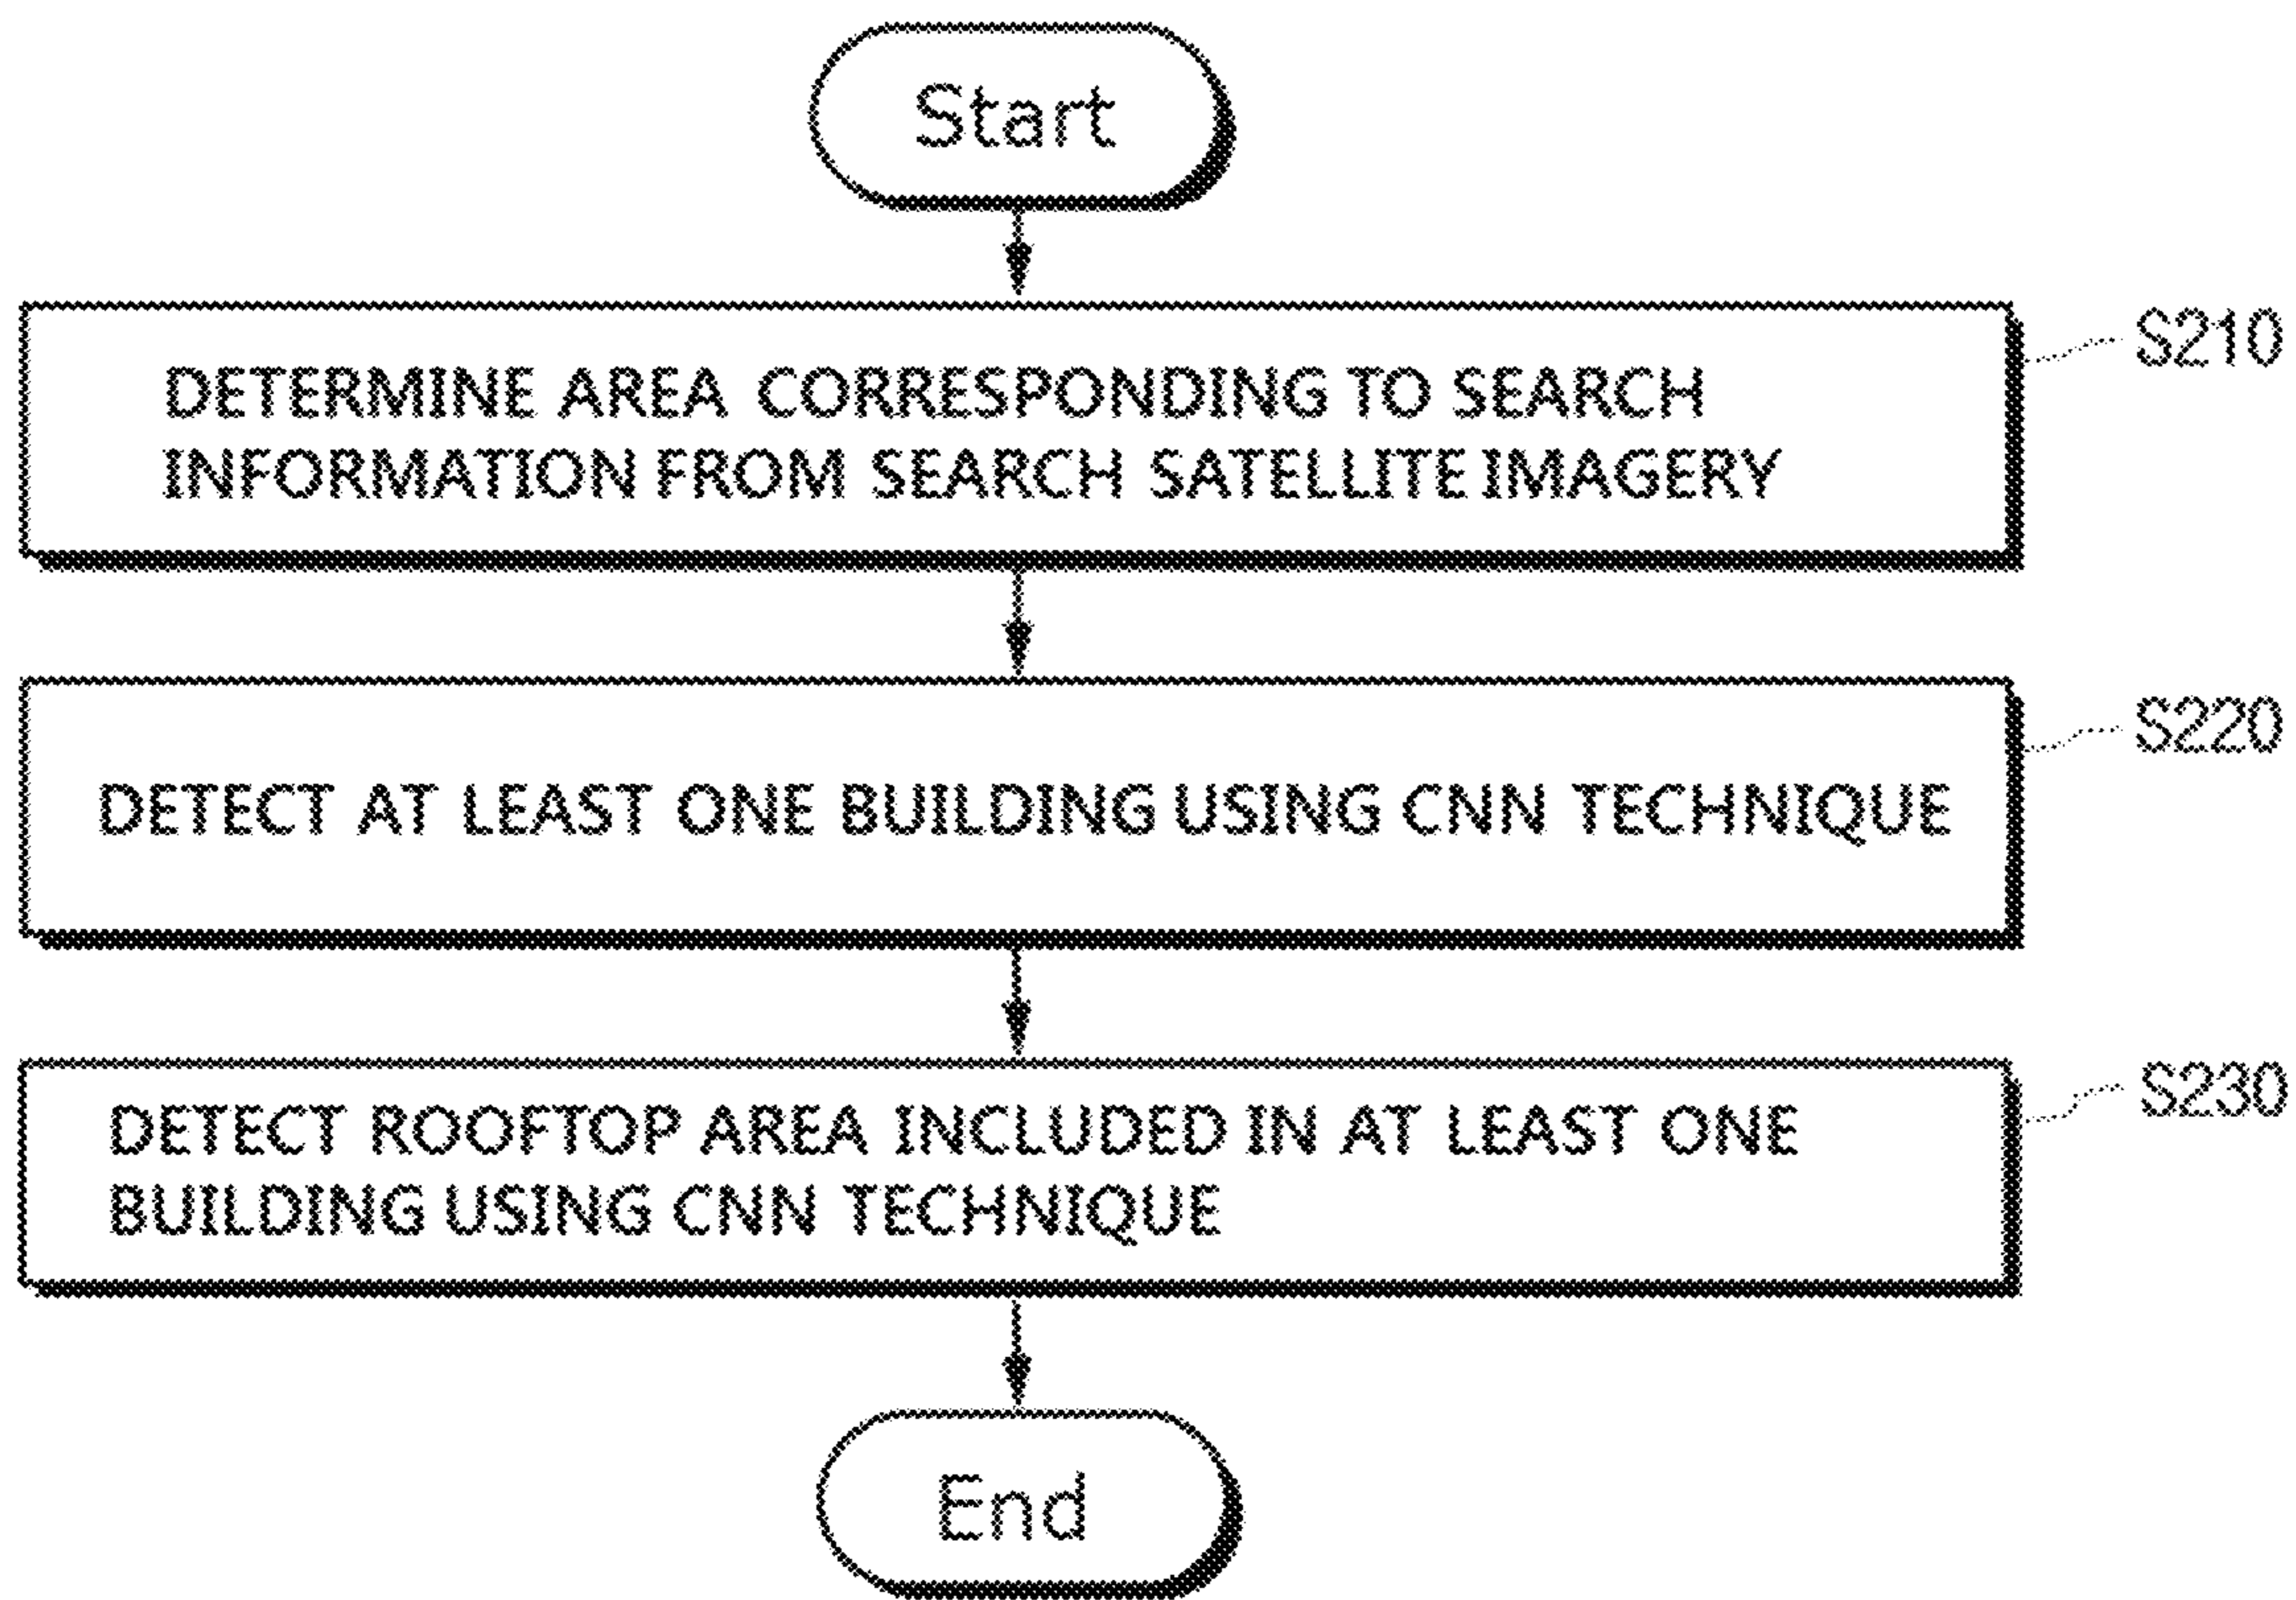 Start
DETERMINE AREA CORRESPONDING TO SEARCH
INFORMATION FROM SEARCH SATELLITE IMAGERY
S210
DETECT AT LEAST ONE BUILDING USING CNN TECHNIQUE
S220
DETECT ROOFTOP AREA INCLUDED IN AT LEAST ONE
BUILDING USING CNN TECHNIQUE
S230
End